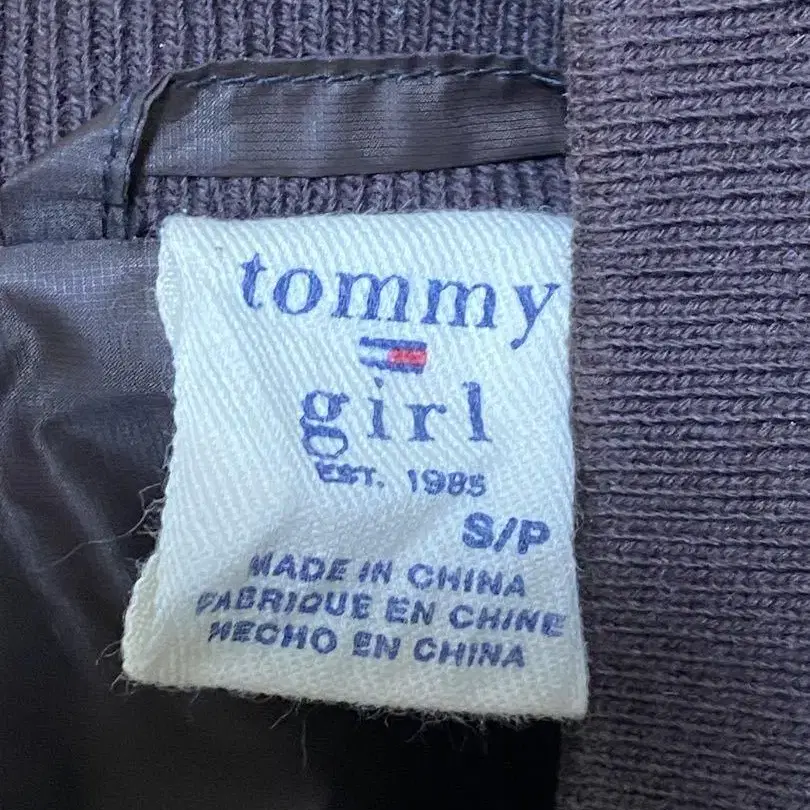 tommy
girl
EST. 1985
S/P
MADE IN CHINA
FABRIQUE EN CHINE
HECHO EN CHINA